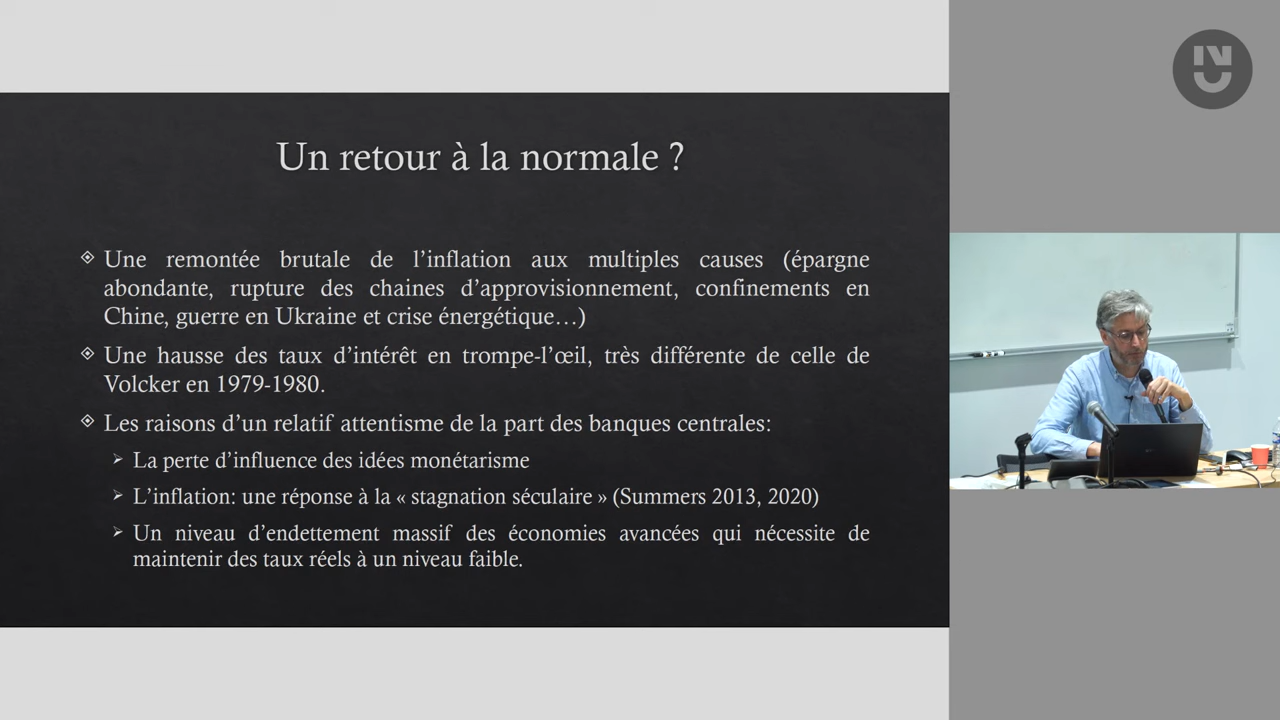 Un retour à la normale ?
Une remontée brutale de l’inflation aux multiples causes (épargne
abondante, rupture des chaines d’approvisionnement, confinements en
Chine, guerre en Ukraine et crise énergétique…)
Une hausse des taux d’intérêt en trompe-l’œil, très différente de celle de
Volcker en 1979-1980.
Les raisons d’un relatif attentisme de la part des banques centrales:
La perte d’influence des idées monétarisme
L’inflation: une réponse à la « stagnation séculaire » (Summers 2013, 2020)
Un niveau d’endettement massif des économies avancées qui nécessite de
maintenir des taux réels à un niveau faible.